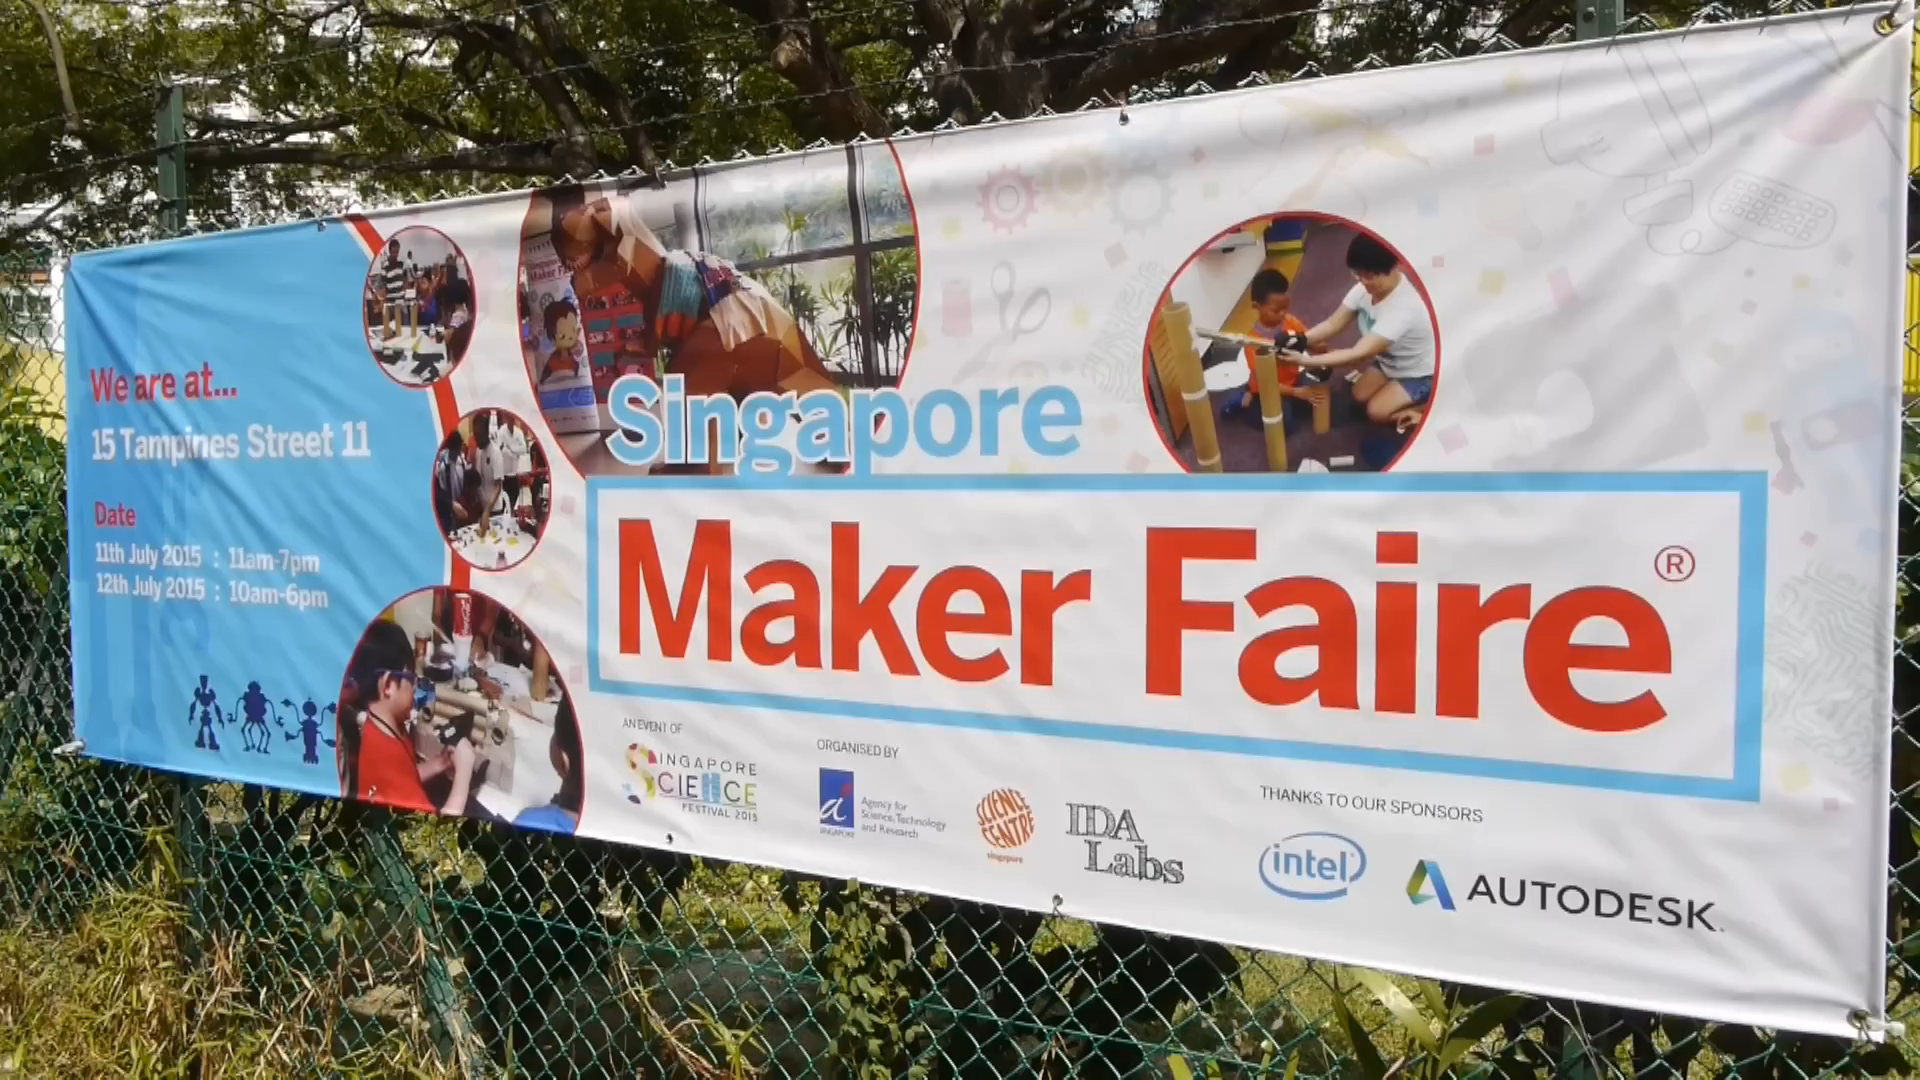 We are at...
15 Tampines Street 11
Date
11th July 2015 : 11am-7pm
12th July 2015 : 10am-6pm
Singapore
Maker Faire®
AN EVENT OF
SINGAPORE
SCIENCE
FESTIVAL 2015
ORGANISED BY
SINGAPORE
Agency for
Science, Technology
and Research
SCIENCE
CENTRE
singapore
IDA
Labs
THANKS TO OUR SPONSORS
intel
AUTODESK.